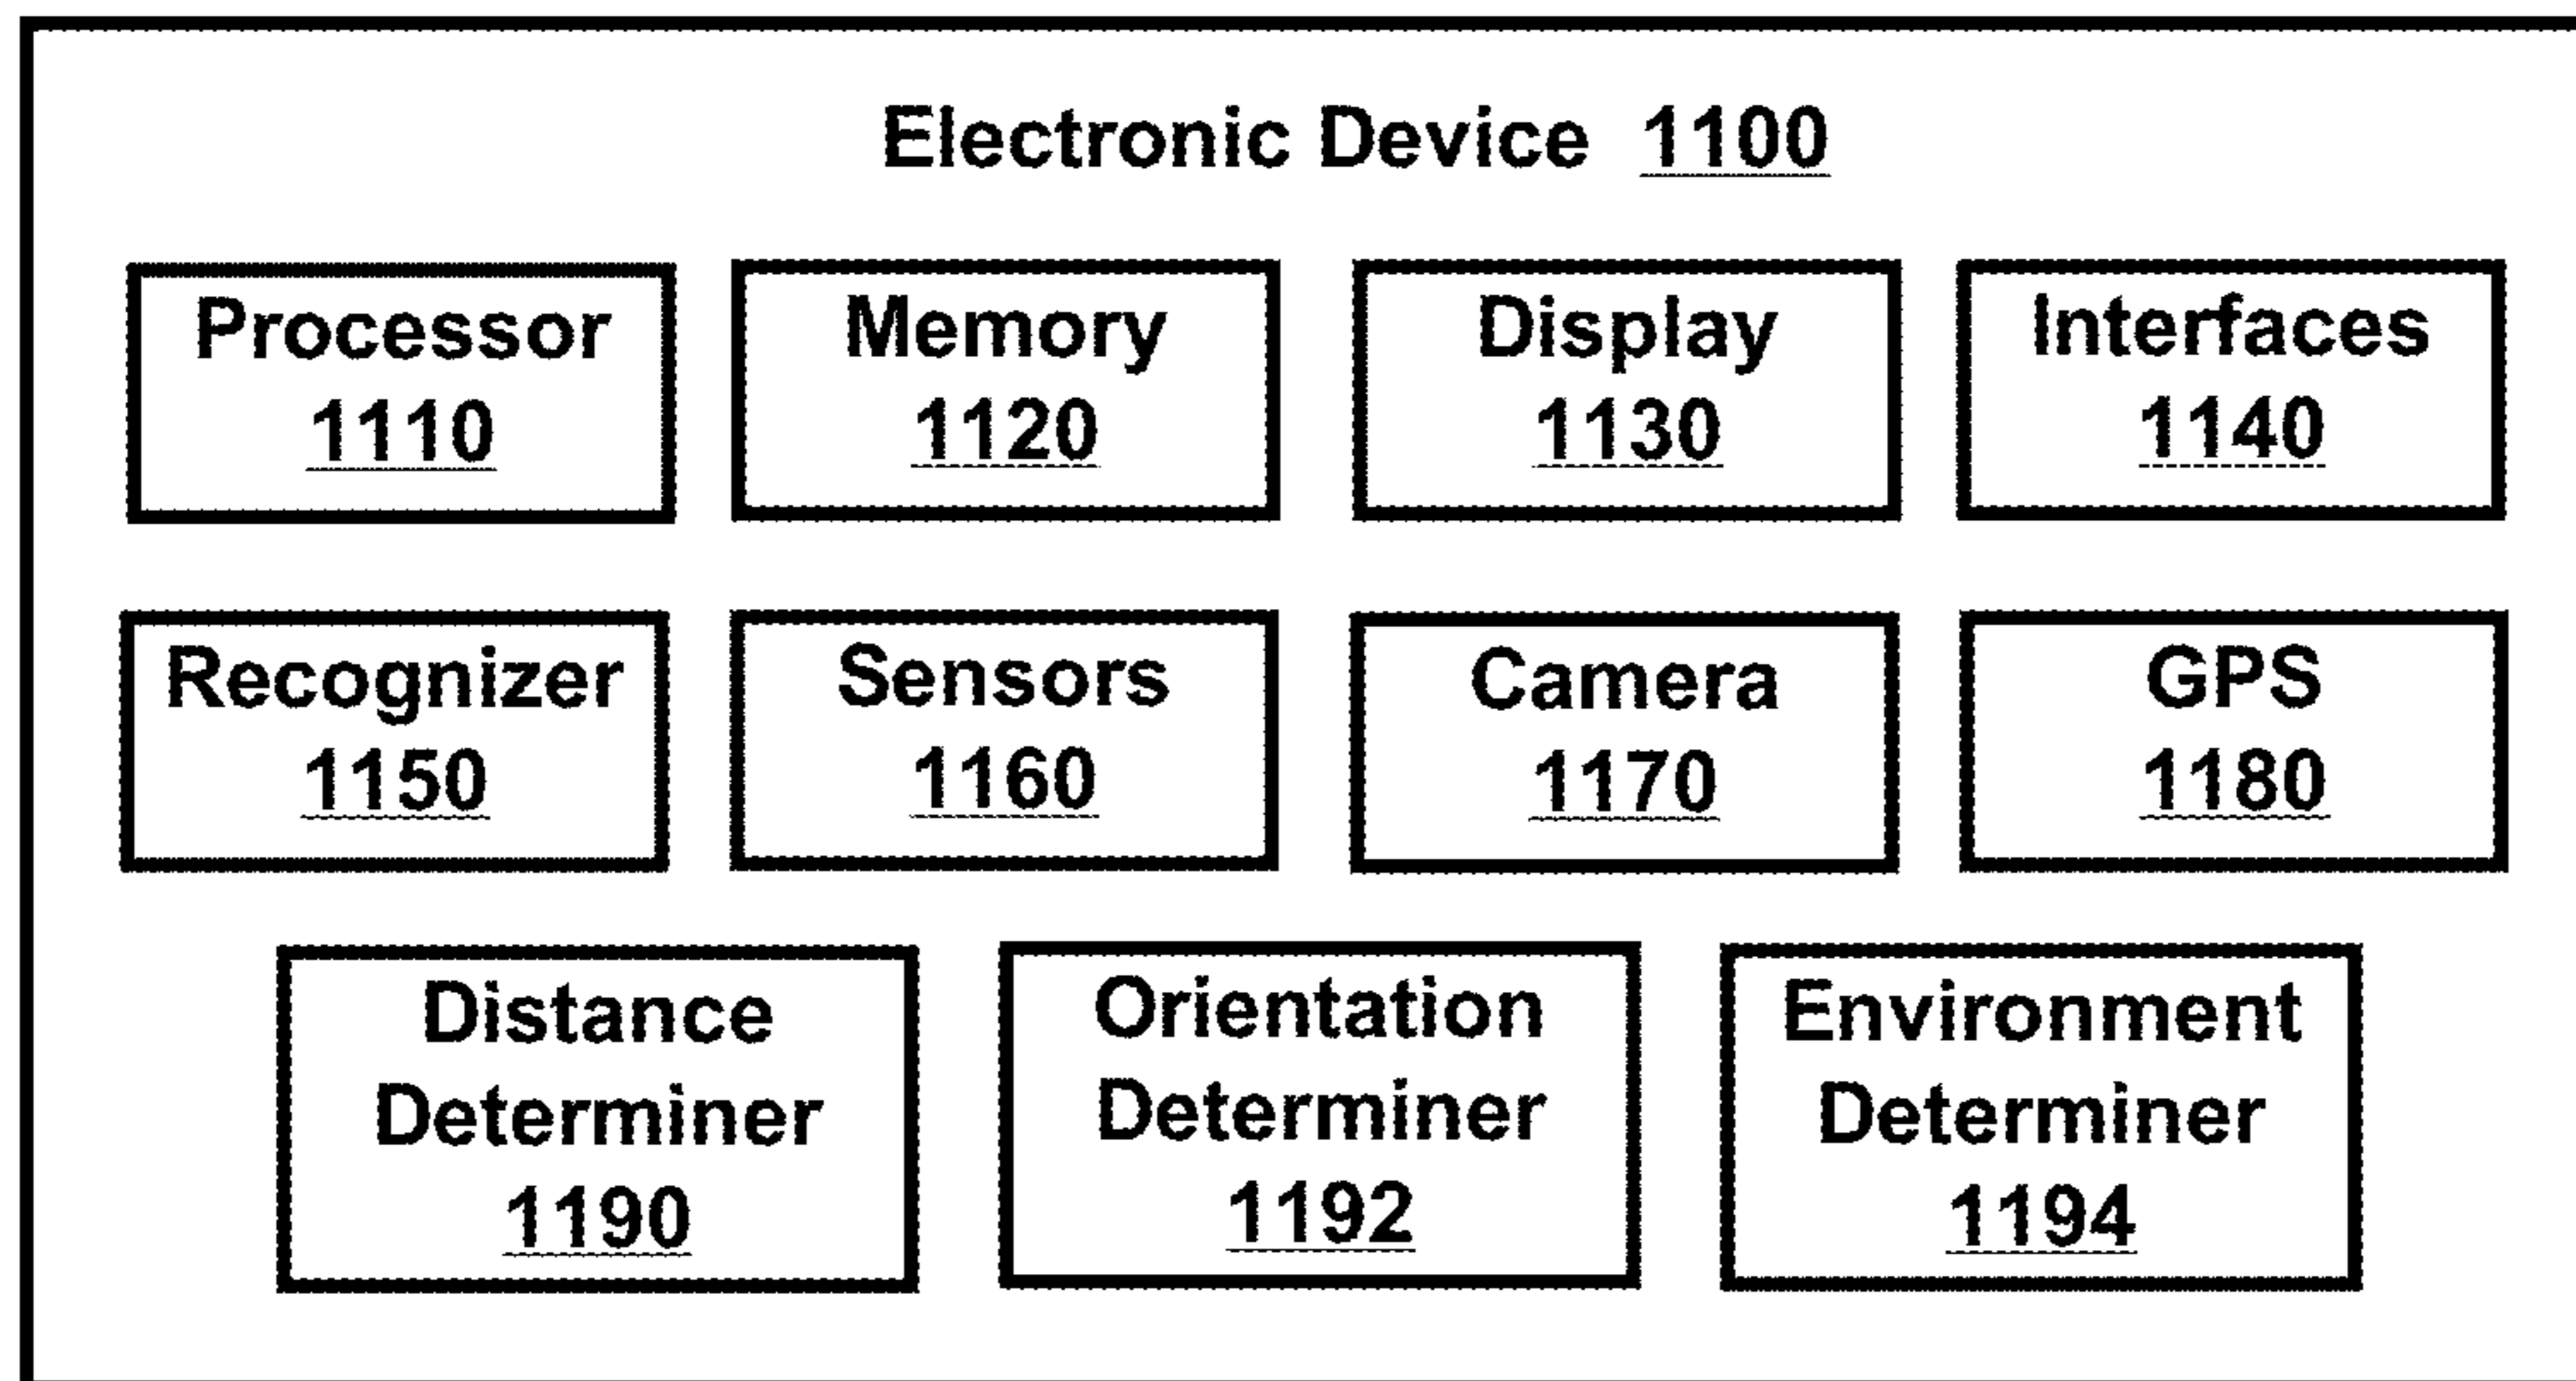 Electronic Device 1100
Processor
1110
Memory
1120
Display
1130
Interfaces
1140
Recognizer
1150
Sensors
1160
Camera
1170
GPS
1180
Distance
Determiner
1190
Orientation
Determiner
1192
Environment
Determiner
1194